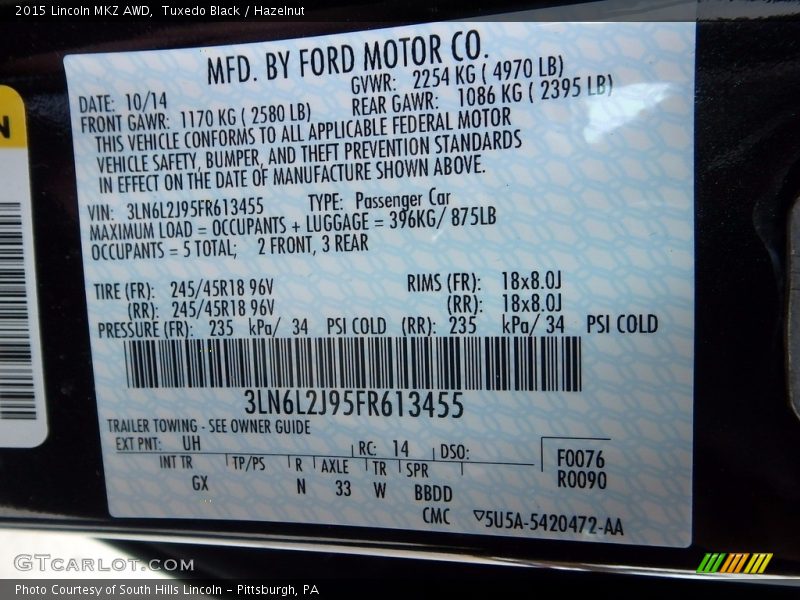 2015 Lincoln MKZ AWD, Tuxedo Black / Hazelnut
N
MFD. BY FORD MOTOR CO.
DATE: 10/14 GVWR: 2254 KG ( 4970 LB)
FRONT GAWR: 1170 KG ( 2580 LB) REAR GAWR: 1086 KG ( 2395 LB)
THIS VEHICLE CONFORMS TO ALL APPLICABLE FEDERAL MOTOR
VEHICLE SAFETY, BUMPER, AND THEFT PREVENTION STANDARDS
IN EFFECT ON THE DATE OF MANUFACTURE SHOWN ABOVE.
VIN: 3LN6L2J95FR613455 TYPE: Passenger Car
MAXIMUM LOAD = OCCUPANTS + LUGGAGE = 396KG/ 875LB
OCCUPANTS = 5 TOTAL; 2 FRONT, 3 REAR
TIRE (FR): 245/45R18 96V RIMS (FR): 18x8.0J
(RR): 245/45R18 96V (RR): 18x8.0J
PRESSURE (FR): 235 kPa/ 34 PSI COLD (RR): 235 kPa/ 34 PSI COLD
3LN6L2J95FR613455
TRAILER TOWING - SEE OWNER GUIDE
EXT PNT: UH RC: 14 DSO: F0076
INT TR TP/PS R AXLE TR SPR R0090
GX N 33 W BBDD
CMC 5U5A-5420472-AA
GTCARLOT.COM
Photo Courtesy of South Hills Lincoln - Pittsburgh, PA